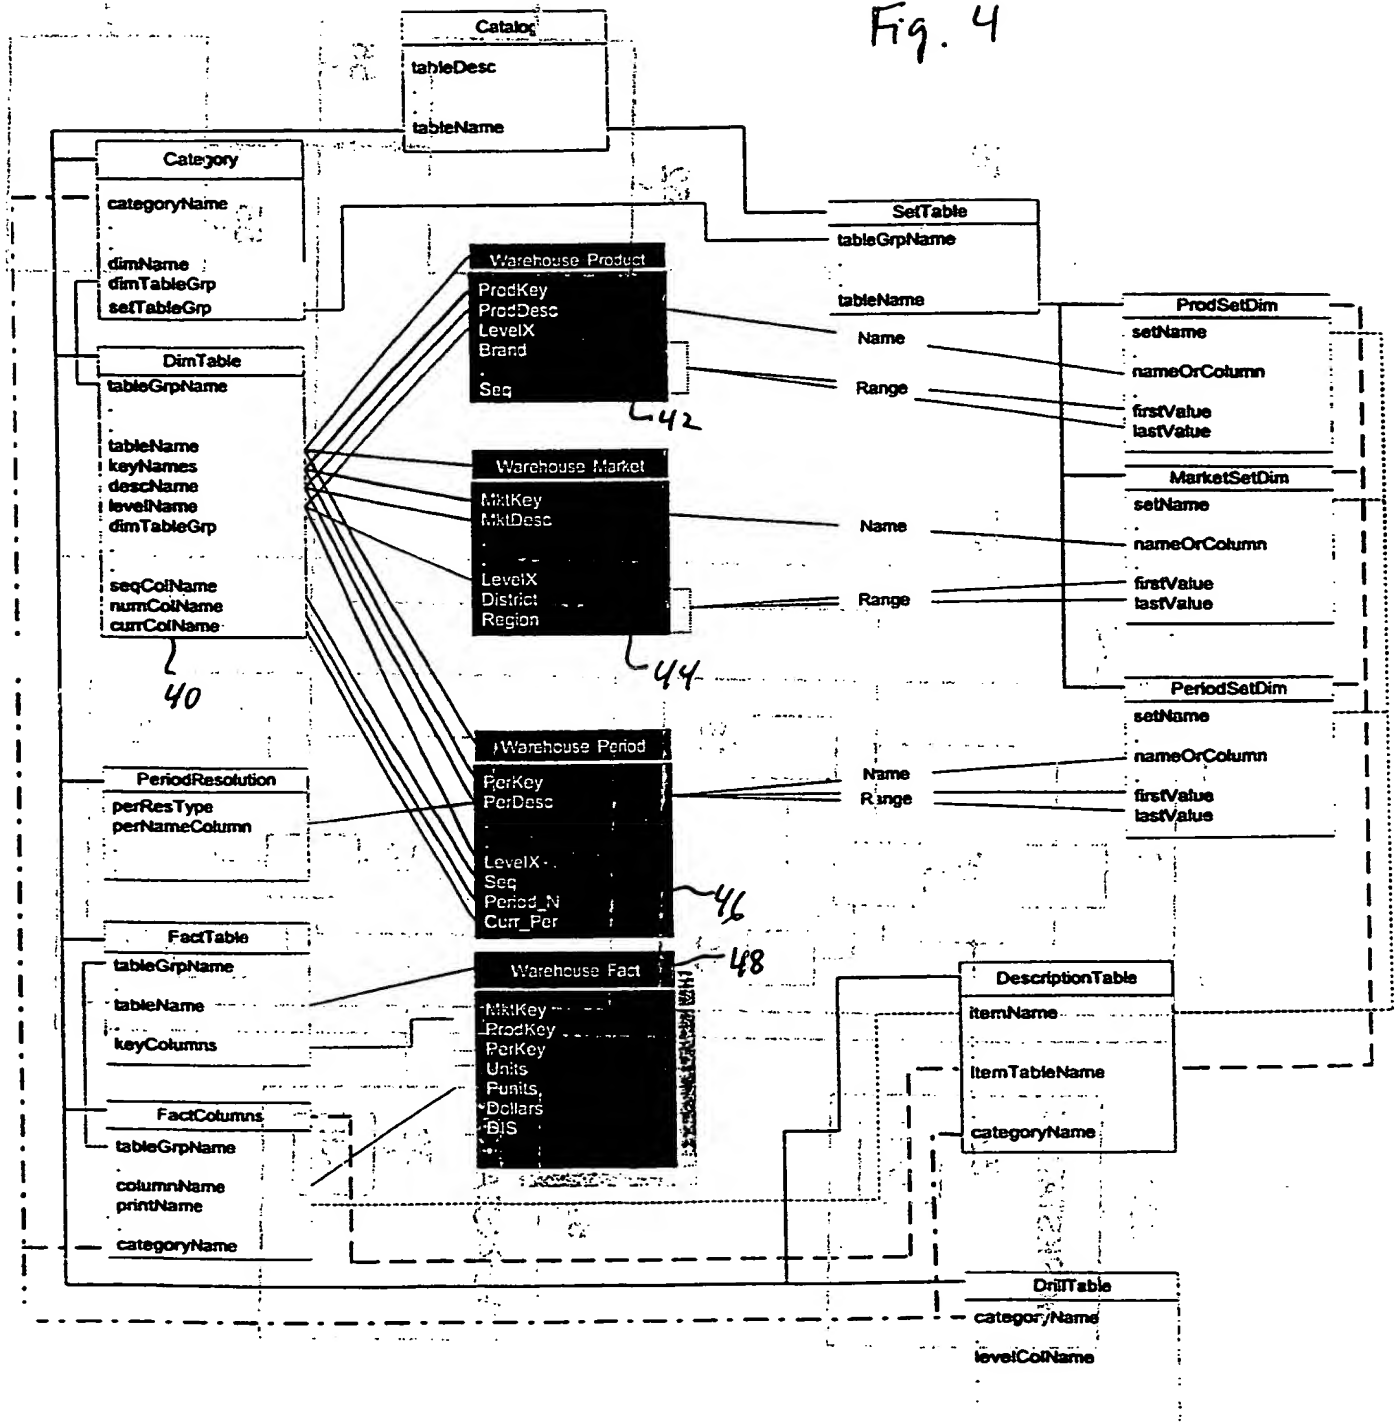 Fig. 4
Catalog
tableDesc
.
tableName
Category
categoryName
.
.
dimName
dimTableGrp
setTableGrp
DimTable
tableGrpName
.
.
tableName
keyNames
descName
levelName
dimTableGrp
.
.
seqColName
numColName
currColName
40
PeriodResolution
perResType
perNameColumn
.
.
FactTable
tableGrpName
.
tableName
.
keyColumns
FactColumns
tableGrpName
.
columnName
printName
.
categoryName
Warehouse Product
ProdKey
ProdDesc
LevelX
Brand
.
Seq
42
Warehouse Market
MktKey
MktDesc
.
.
LevelX
District
Region
44
Warehouse Period
PerKey
PerDesc
.
.
LevelX
Seq
Period_N
Curr_Per
46
Warehouse Fact
48
MktKey
ProdKey
PerKey
Units
Punits
Dollars
DIS
Name
Range
Name
Range
Name
Range
SetTable
tableGrpName
.
.
tableName
ProdSetDim
setName
.
nameOrColumn
.
firstValue
lastValue
MarketSetDim
setName
.
nameOrColumn
.
firstValue
lastValue
PeriodSetDim
setName
.
nameOrColumn
.
firstValue
lastValue
DescriptionTable
itemName
.
.
itemTableName
.
.
categoryName
DrillTable
categoryName
.
levelColName
.
.